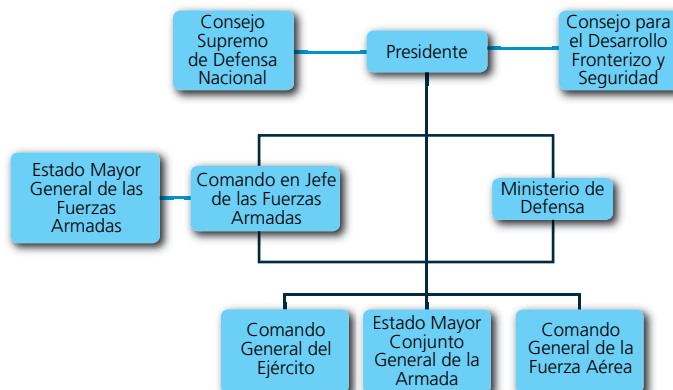 Consejo
Supremo
de Defensa
Nacional
Presidente
Consejo para
el Desarrollo
Fronterizo y
Seguridad
Estado Mayor
General de las
Fuerzas
Armadas
Comando en Jefe
de las Fuerzas
Armadas
Ministerio de
Defensa
Comando
General del
Ejército
Estado Mayor
Conjunto
General de la
Armada
Comando
General de la
Fuerza Aérea